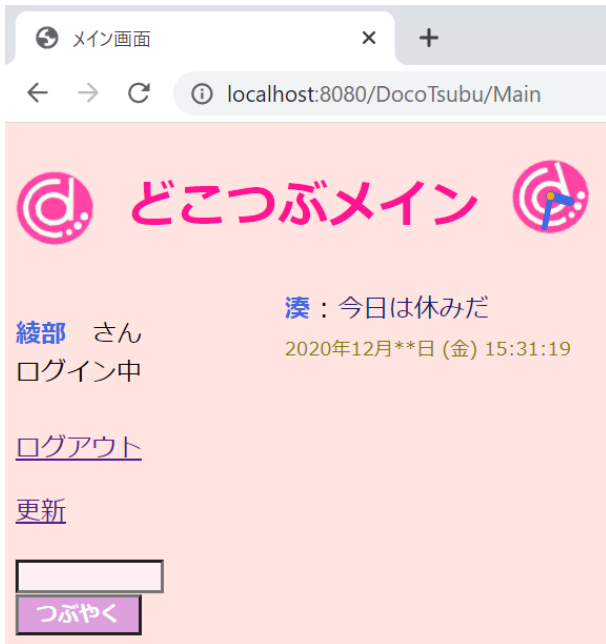 メイン画面
localhost:8080/DocoTsubu/Main
どこつぶメイン
綾部 さん
ログイン中
ログアウト
更新
つぶやく
湊：今日は休みだ
2020年12月**日 (金) 15:31:19